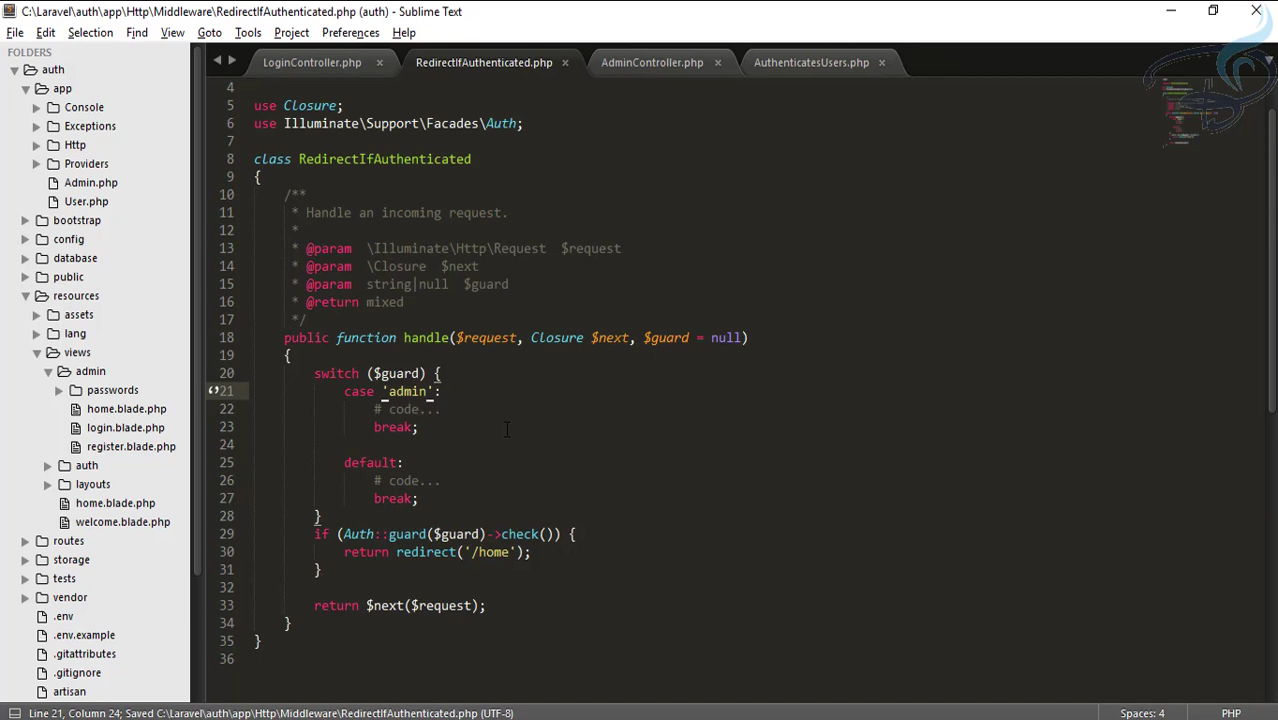 C:\Laravel\auth\app\Http\Middleware\RedirectIfAuthenticated.php (auth) - Sublime Text
File Edit Selection Find View Goto Tools Project Preferences Help
FOLDERS
auth
app
Console
Exceptions
Http
Providers
Admin.php
User.php
bootstrap
config
database
public
resources
assets
lang
views
admin
passwords
home.blade.php
login.blade.php
register.blade.php
auth
layouts
home.blade.php
welcome.blade.php
routes
storage
tests
vendor
.env
.env.example
.gitattributes
.gitignore
artisan
LoginController.php × RedirectIfAuthenticated.php × AdminController.php × AuthenticatesUsers.php ×
4
5 use Closure;
6 use Illuminate\Support\Facades\Auth;
7
8 class RedirectIfAuthenticated
9 {
10 /**
11 * Handle an incoming request.
12 *
13 * @param \Illuminate\Http\Request $request
14 * @param \Closure $next
15 * @param string|null $guard
16 * @return mixed
17 */
18 public function handle($request, Closure $next, $guard = null)
19 {
20 switch ($guard) {
21 case 'admin':
22 # code...
23 break;
24
25 default:
26 # code...
27 break;
28 }
29 if (Auth::guard($guard)->check()) {
30 return redirect('/home');
31 }
32
33 return $next($request);
34 }
35 }
36
Line 21, Column 24; Saved C:\Laravel\auth\app\Http\Middleware\RedirectIfAuthenticated.php (UTF-8) Spaces: 4 PHP